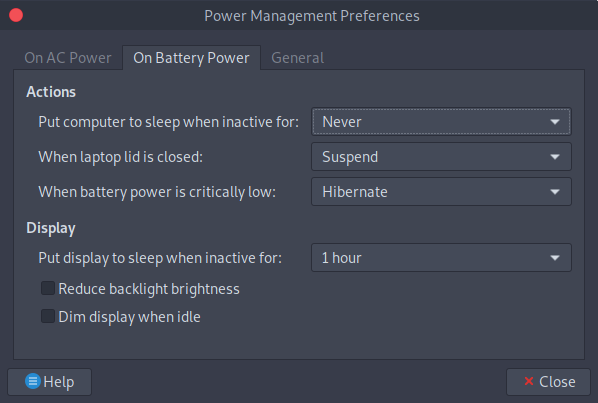 Power Management Preferences
On AC Power On Battery Power General
Actions
Put computer to sleep when inactive for: Never
When laptop lid is closed: Suspend
When battery power is critically low: Hibernate
Display
Put display to sleep when inactive for: 1 hour
Reduce backlight brightness
Dim display when idle
Help Close